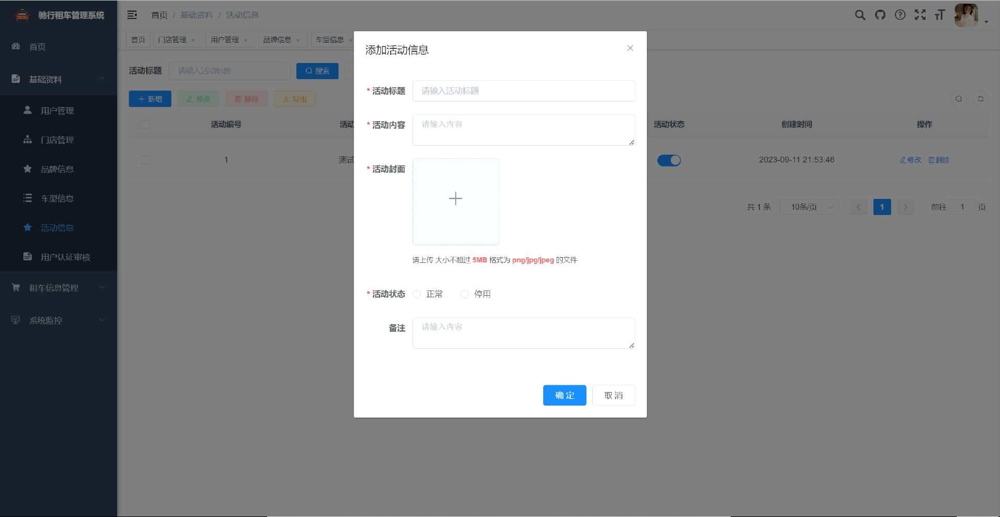 驰行租车管理系统
首页
基础资料
用户管理
门店管理
品牌信息
车型信息
活动信息
用户认证审核
租车信息管理
系统监控
首页 / 基础资料 / 活动信息
首页 门店管理 × 用户管理 × 品牌信息 × 车型信息 ×
活动标题 请输入活动标题 搜索
新增 修改 删除 导出
活动编号 活动 活动状态 创建时间 操作
1 测试 2023-09-11 21:53:46 修改 删除
共 1 条 10条/页 1 前往 1 页
添加活动信息
* 活动标题 请输入活动标题
* 活动内容 请输入内容
* 活动封面
请上传 大小不超过 5MB 格式为 png/jpg/jpeg 的文件
* 活动状态 正常 停用
备注 请输入内容
确 定 取 消